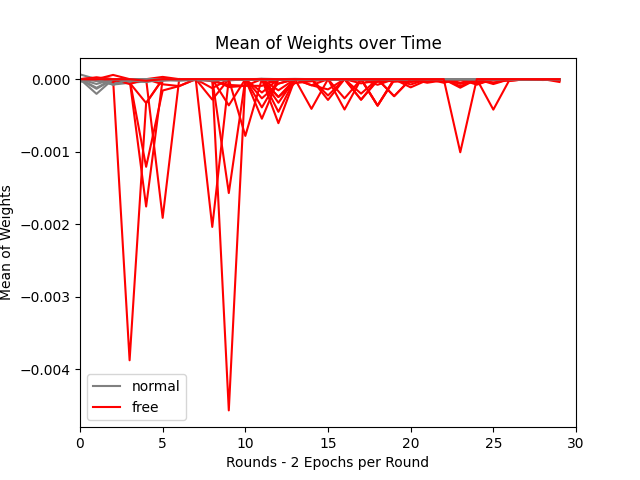 Mean of Weights over Time
Mean of Weights
0.000
−0.001
−0.002
−0.003
−0.004
normal
free
0
5
10
15
20
25
30
Rounds - 2 Epochs per Round